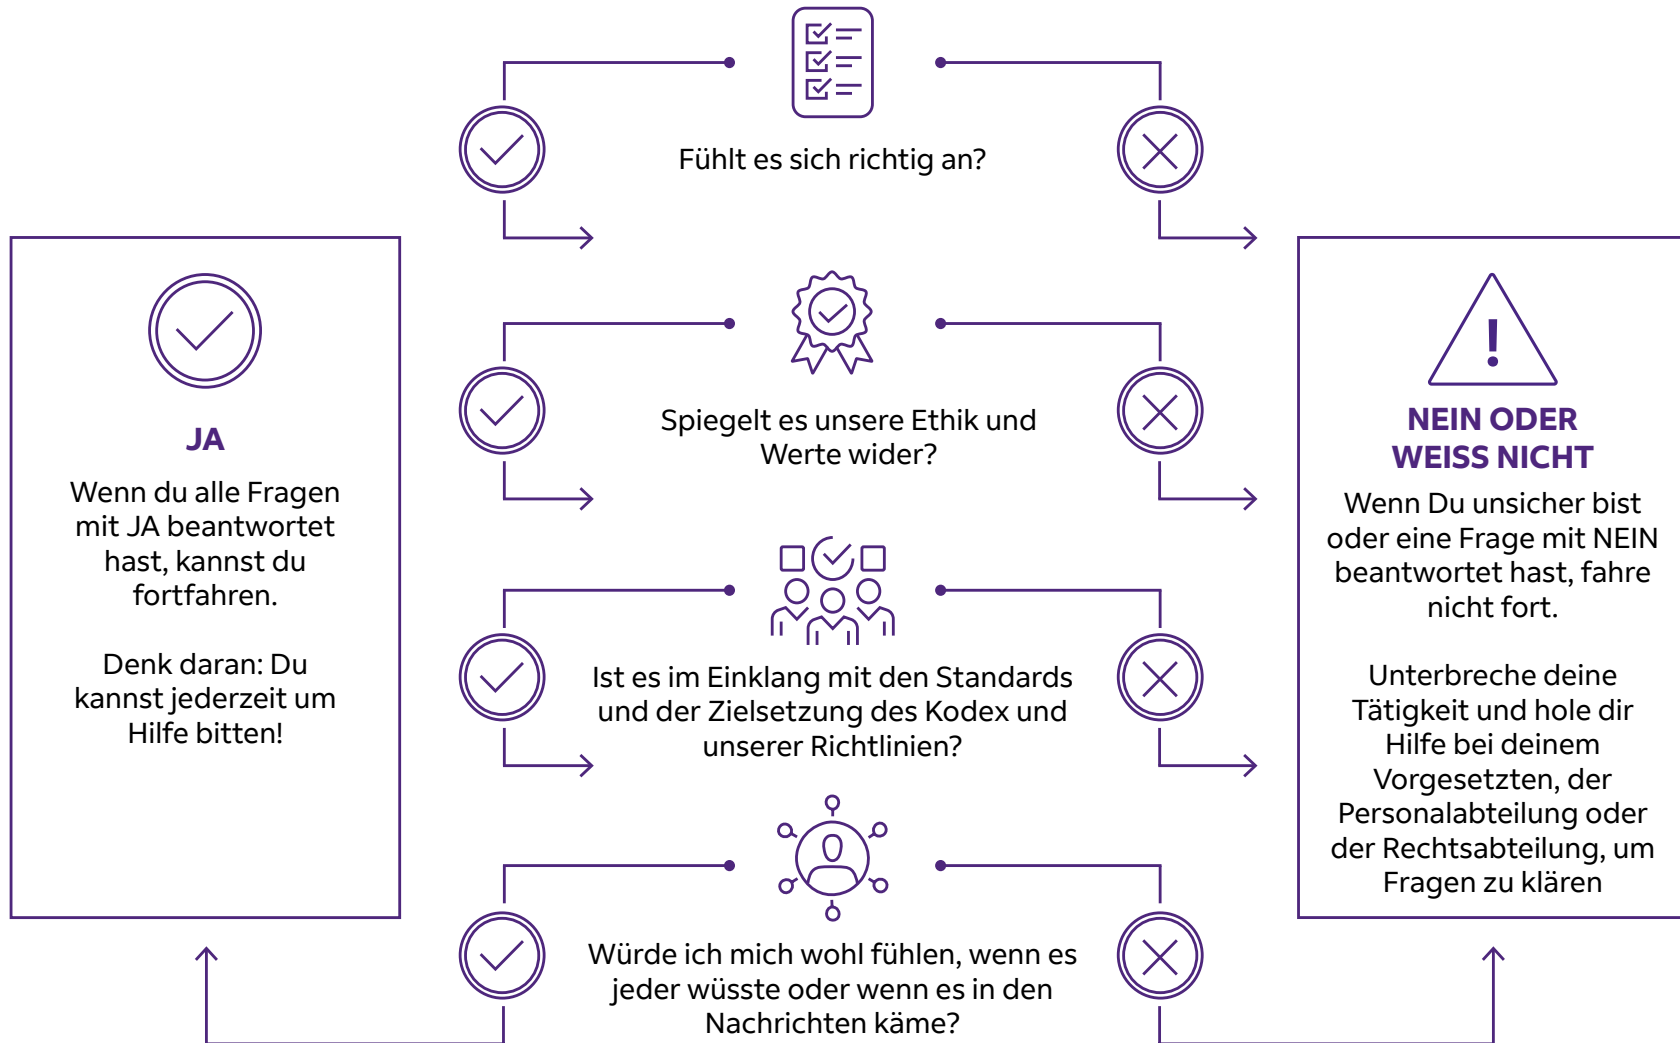 Fühlt es sich richtig an?
JA
Wenn du alle Fragen
mit JA beantwortet
hast, kannst du
fortfahren.
Denk daran: Du
kannst jederzeit um
Hilfe bitten!
Spiegelt es unsere Ethik und
Werte wider?
Ist es im Einklang mit den Standards
und der Zielsetzung des Kodex und
unserer Richtlinien?
Würde ich mich wohl fühlen, wenn es
jeder wüsste oder wenn es in den
Nachrichten käme?
!
NEIN ODER
WEISS NICHT
Wenn Du unsicher bist
oder eine Frage mit NEIN
beantwortet hast, fahre
nicht fort.
Unterbreche deine
Tätigkeit und hole dir
Hilfe bei deinem
Vorgesetzten, der
Personalabteilung oder
der Rechtsabteilung, um
Fragen zu klären